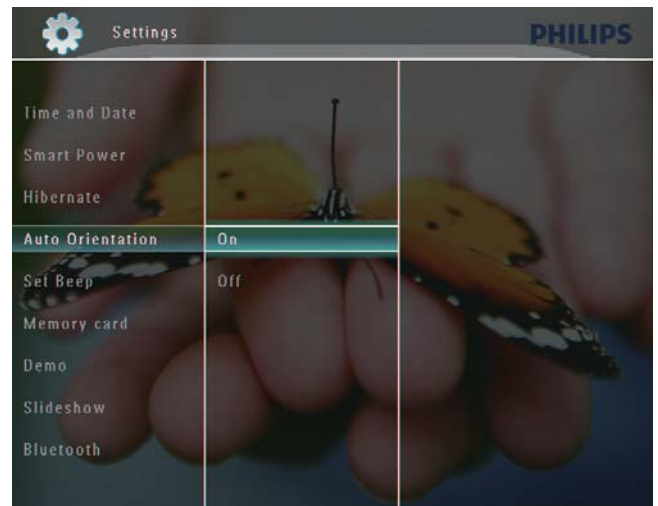 Settings
PHILIPS
Time and Date
Smart Power
Hibernate
Auto Orientation
On
Set Beep
Off
Memory card
Demo
Slideshow
Bluetooth